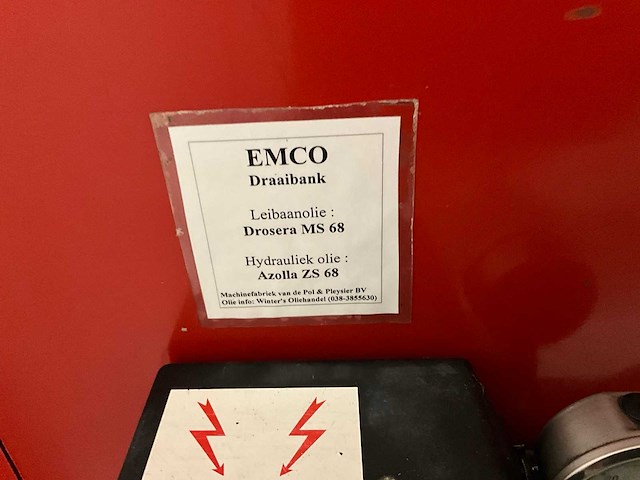 EMCO
Draaibank
Leibaanolie :
Drosera MS 68
Hydrauliek olie :
Azolla ZS 68
Machinefabriek van de Pol & Pleysier BV
Olie info: Winter's Oliehandel (038-3855630)